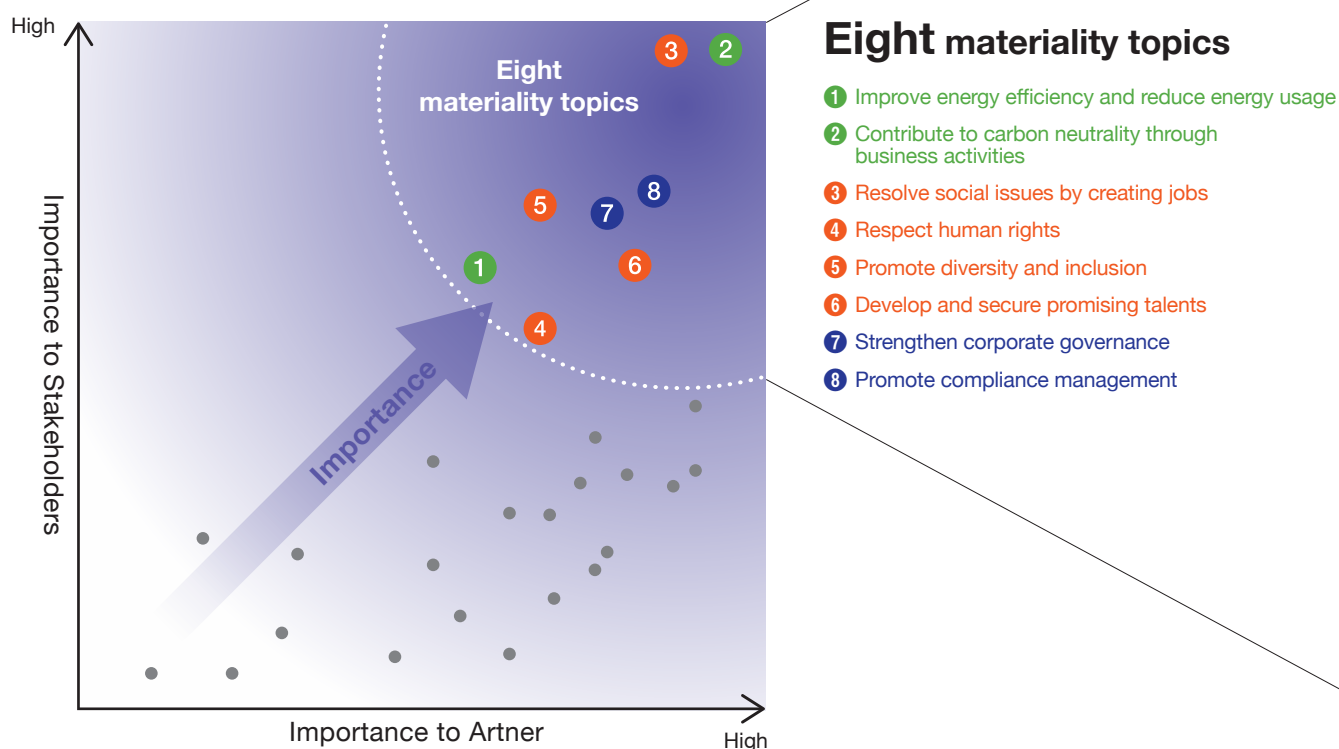 High
Eight
materiality topics
3
2
5
7
8
1
6
4
Importance
Importance to Stakeholders
Importance to Artner
High
Eight materiality topics
1 Improve energy efficiency and reduce energy usage
2 Contribute to carbon neutrality through
business activities
3 Resolve social issues by creating jobs
4 Respect human rights
5 Promote diversity and inclusion
6 Develop and secure promising talents
7 Strengthen corporate governance
8 Promote compliance management